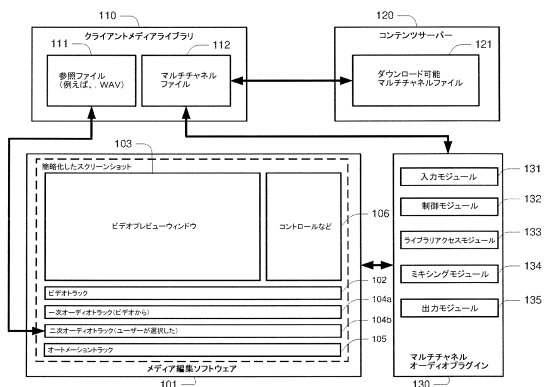 110
クライアントメディアライブラリ
111
参照ファイル
(例えば、. WAV)
112
マルチチャネル
ファイル
120
コンテンツサーバー
121
ダウンロード可能
マルチチャネルファイル
103
簡略化したスクリーンショット
ビデオプレビューウィンドウ
コントロールなど
106
ビデオトラック
102
一次オーディオトラック(ビデオから)
104a
二次オーディオトラック(ユーザーが選択した)
104b
オートメーショントラック
105
メディア編集ソフトウェア
101
入力モジュール
131
制御モジュール
132
ライブラリアクセスモジュール
133
ミキシングモジュール
134
出力モジュール
135
マルチチャネル
オーディオプラグイン
130